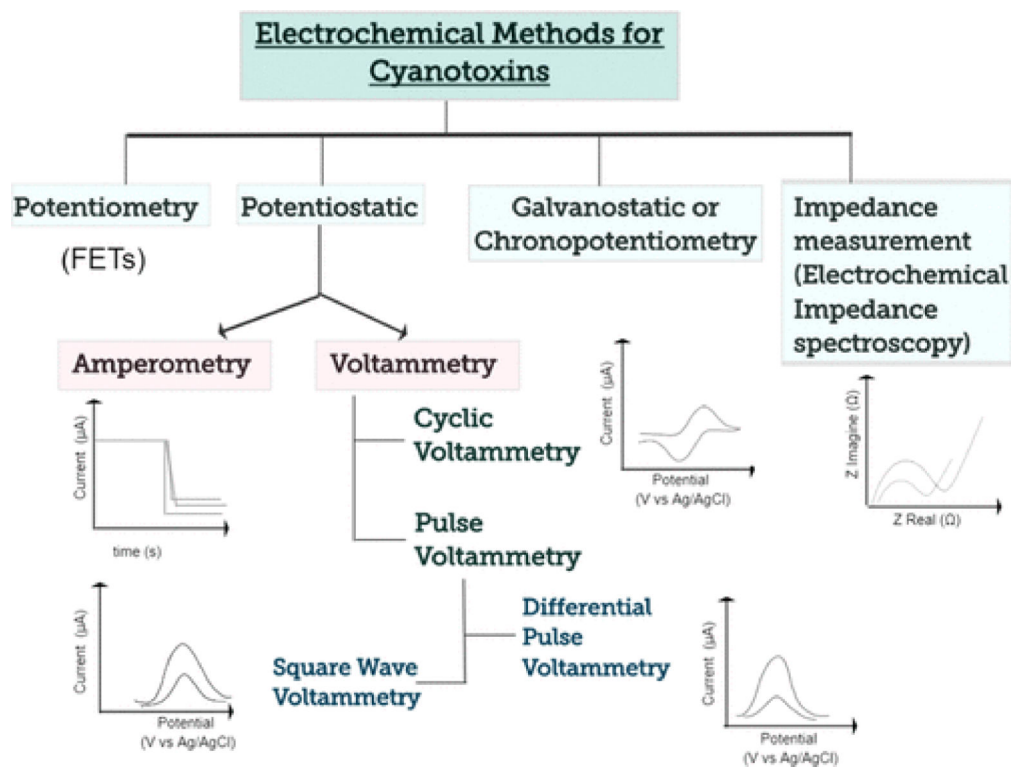 Electrochemical Methods for
Cyanotoxins
Potentiometry
(FETs)
Potentiostatic
Galvanostatic or
Chronopotentiometry
Impedance
measurement
(Electrochemical
Impedance
spectroscopy)
Amperometry
Voltammetry
Current (μA)
time (s)
Cyclic
Voltammetry
Current (μA)
Potential
(V vs Ag/AgCl)
Z Imagine (Ω)
Z Real (Ω)
Pulse
Voltammetry
Current (μA)
Potential
(V vs Ag/AgCl)
Square Wave
Voltammetry
Differential
Pulse
Voltammetry
Current (μA)
Potential
(V vs Ag/AgCl)